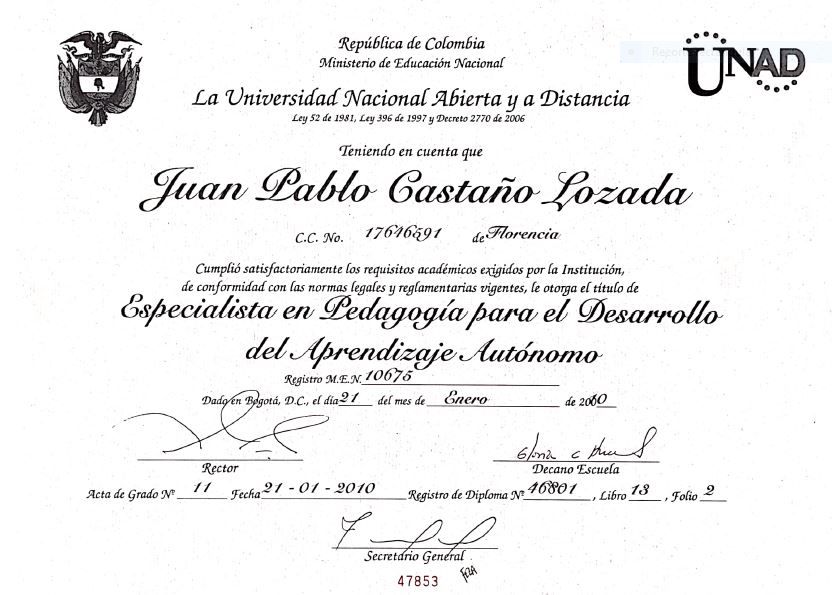 República de Colombia
Ministerio de Educación Nacional
UNAD
La Universidad Nacional Abierta y a Distancia
Ley 52 de 1981, Ley 396 de 1997 y Decreto 2770 de 2006
Teniendo en cuenta que
Juan Pablo Castaño Lozada
C.C. No. 17646591 de Florencia
Cumplió satisfactoriamente los requisitos académicos exigidos por la Institución,
de conformidad con las normas legales y reglamentarias vigentes, le otorga el título de
Especialista en Pedagogía para el Desarrollo
del Aprendizaje Autónomo
Registro M.E.N. 10675
Dado en Bogotá, D.C., el día 21 del mes de Enero de 2010
Rector
Decano Escuela
Acta de Grado Nº 11 Fecha 21 - 01 - 2010 Registro de Diploma Nº 46801, Libro 13, Folio 2
Secretario General
47853